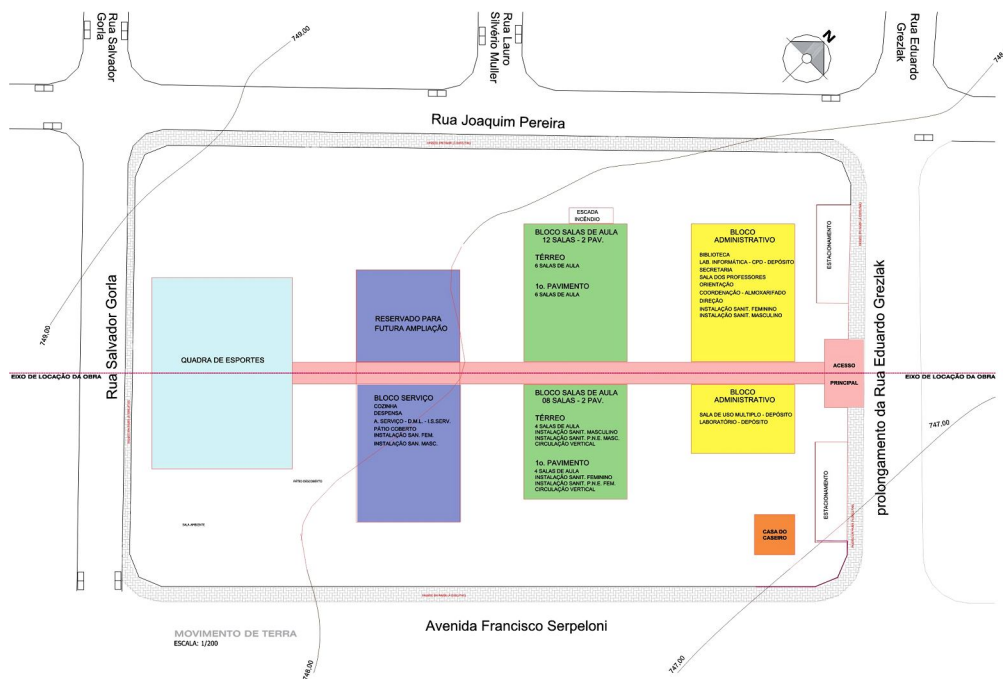 Rua Salvador
Gorla
749,00
Rua Lauro
Silvério Muller
N
Rua Eduardo
Grezlak
748
Rua Joaquim Pereira
ESCADA
INCÊNDIO
BLOCO SALAS DE AULA
12 SALAS - 2 PAV.
TÉRREO
6 SALAS DE AULA
1o. PAVIMENTO
6 SALAS DE AULA
BLOCO
ADMINISTRATIVO
BIBLIOTECA
LAB. INFORMÁTICA - CPD - DEPÓSITO
SECRETARIA
SALA DOS PROFESSORES
ORIENTAÇÃO
COORDENAÇÃO - ALMOXARIFADO
DIREÇÃO
INSTALAÇÃO SANIT. FEMININO
INSTALAÇÃO SANIT. MASCULINO
ESTACIONAMENTO
749,00
Rua Salvador Gorla
QUADRA DE ESPORTES
RESERVADO PARA
FUTURA AMPLIAÇÃO
EIXO DE LOCAÇÃO DA OBRA
ACESSO
PRINCIPAL
EIXO DE LOCAÇÃO DA OBRA
prolongamento da Rua Eduardo Grezlak
BLOCO SERVIÇO
COZINHA
DESPENSA
A. SERVIÇO - D.M.L. - I.S.SERV.
PÁTIO COBERTO
INSTALAÇÃO SAN. FEM.
INSTALAÇÃO SAN. MASC.
BLOCO SALAS DE AULA
08 SALAS - 2 PAV.
TÉRREO
4 SALAS DE AULA
INSTALAÇÃO SANIT. MASCULINO
INSTALAÇÃO SANIT. P.N.E. MASC.
CIRCULAÇÃO VERTICAL
1o. PAVIMENTO
4 SALAS DE AULA
INSTALAÇÃO SANIT. FEMININO
INSTALAÇÃO SANIT. P.N.E. FEM.
CIRCULAÇÃO VERTICAL
BLOCO
ADMINISTRATIVO
SALA DE USO MULTIPLO - DEPÓSITO
LABORATÓRIO - DEPÓSITO
747,00
ESTACIONAMENTO
CASA DO
CASEIRO
Avenida Francisco Serpeloni
MOVIMENTO DE TERRA
ESCALA: 1/200
748,00
747,00